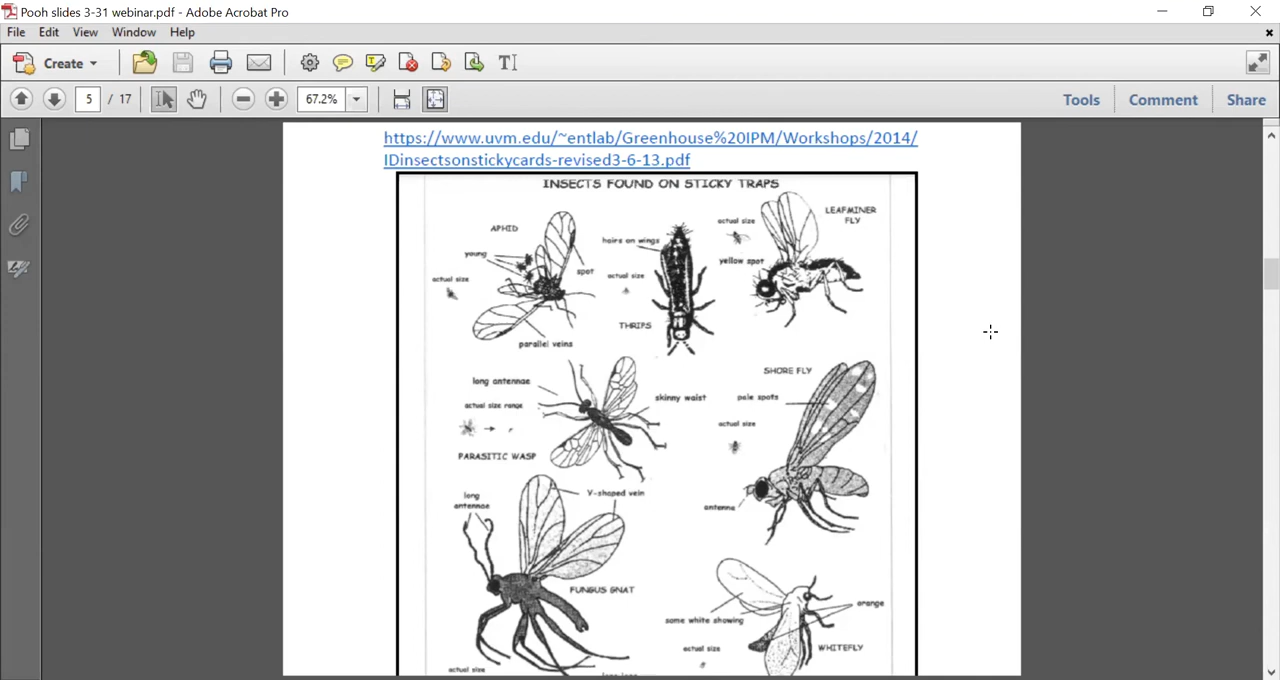 Pooh slides 3-31 webinar.pdf - Adobe Acrobat Pro
File Edit View Window Help
Create
5 / 17
67.2%
Tools Comment Share
https://www.uvm.edu/~entlab/Greenhouse%20IPM/Workshops/2014/
IDinsectsonstickycards-revised3-6-13.pdf
INSECTS FOUND ON STICKY TRAPS
APHID
young
actual size
spot
parallel veins
hairs on wings
actual size
THRIPS
actual size
LEAFMINER
FLY
yellow spot
long antennae
actual size range
skinny waist
PARASITIC WASP
SHORE FLY
pale spots
actual size
antenna
long
antennae
V-shaped vein
FUNGUS GNAT
actual size
some white showing
orange
actual size
WHITEFLY